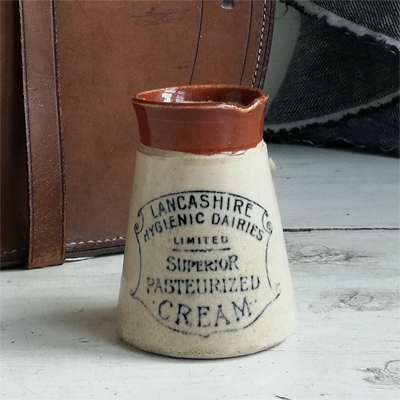 LANCASHIRE
HYGIENIC DAIRIES
LIMITED
SUPERIOR
PASTEURIZED
·CREAM·